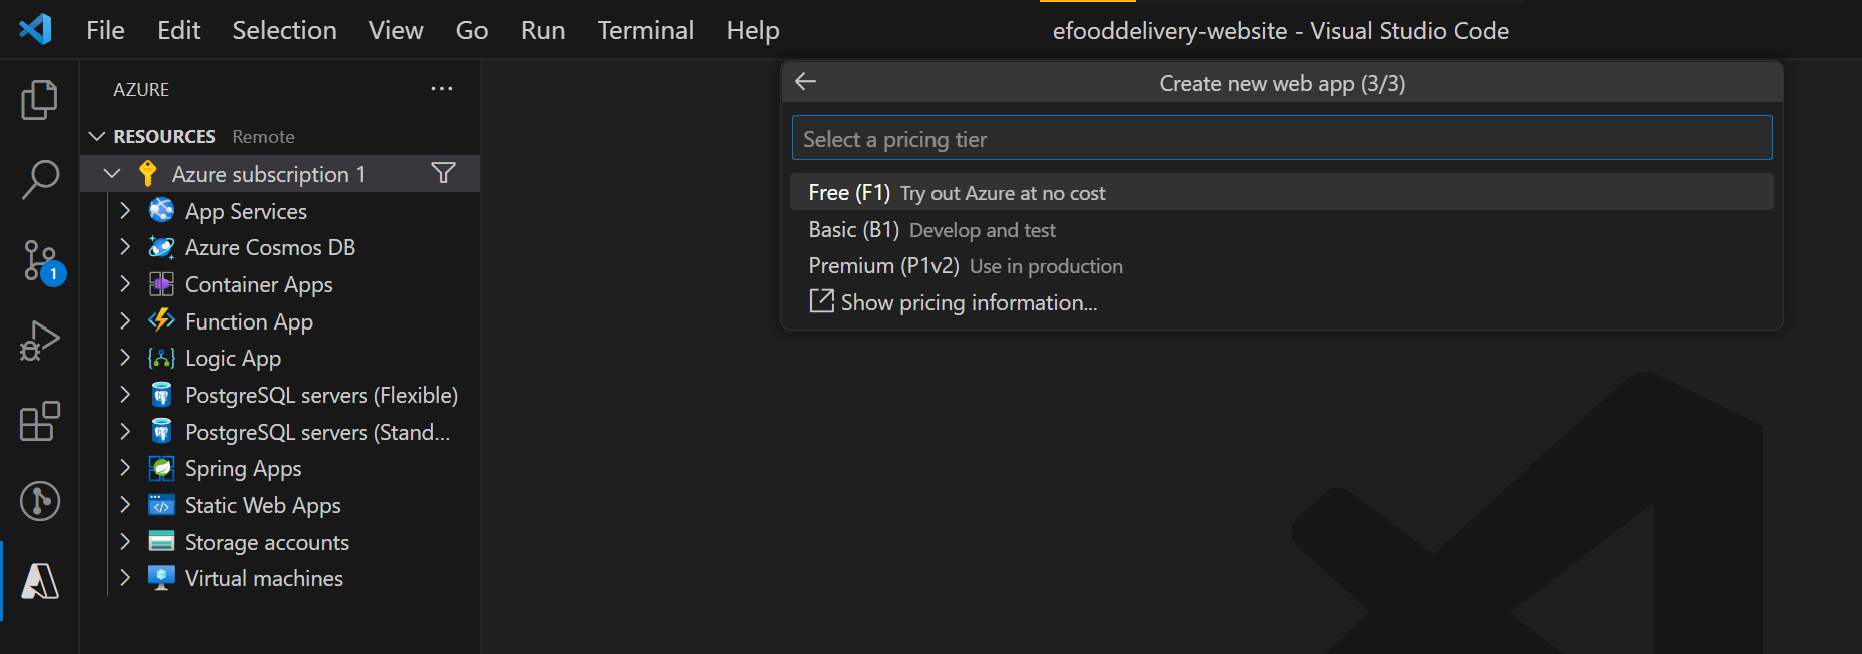 File Edit Selection View Go Run Terminal Help
efooddelivery-website - Visual Studio Code
AZURE
RESOURCES Remote
Azure subscription 1
App Services
Azure Cosmos DB
Container Apps
Function App
Logic App
PostgreSQL servers (Flexible)
PostgreSQL servers (Stand...
Spring Apps
Static Web Apps
Storage accounts
Virtual machines
1
Create new web app (3/3)
Select a pricing tier
Free (F1) Try out Azure at no cost
Basic (B1) Develop and test
Premium (P1v2) Use in production
Show pricing information...